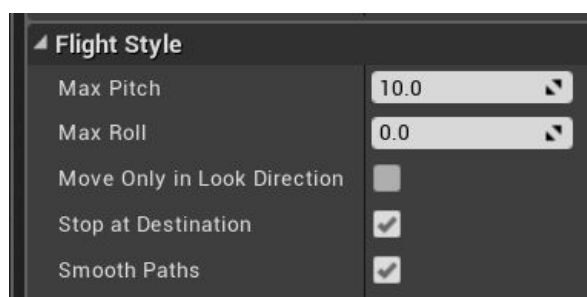 Flight Style
Max Pitch 10.0
Max Roll 0.0
Move Only in Look Direction
Stop at Destination
Smooth Paths